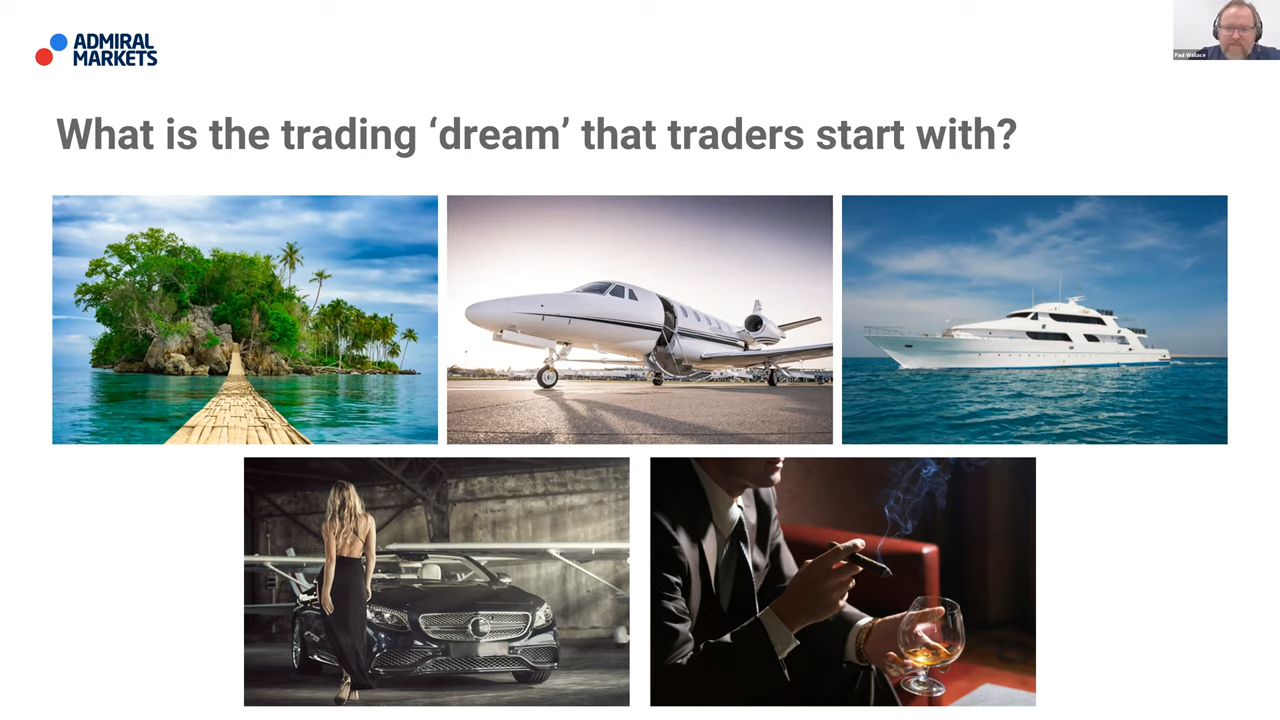 ADMIRAL
MARKETS
Paul Wallace
What is the trading ‘dream’ that traders start with?